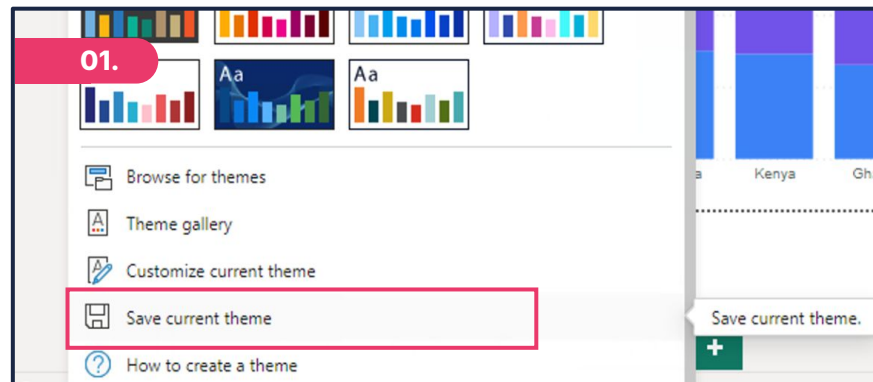 01.
Aa
Aa
Browse for themes
Theme gallery
Customize current theme
Save current theme
How to create a theme
Kenya
Save current theme.